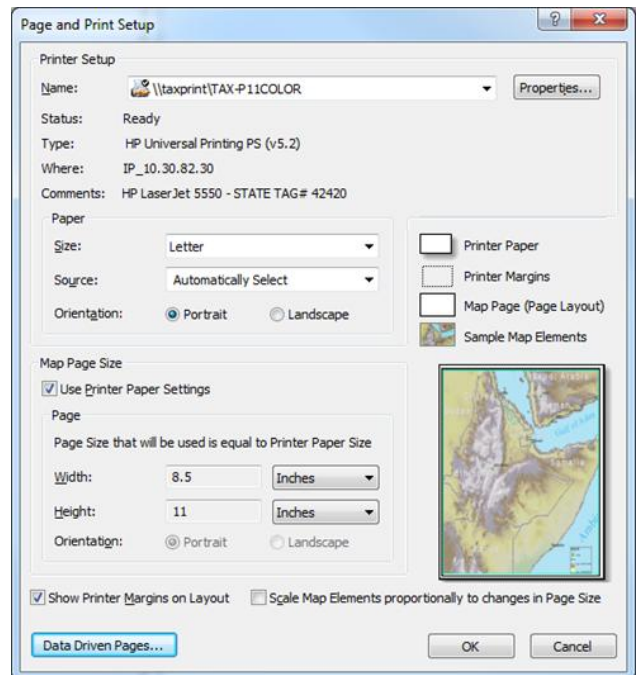 Page and Print Setup
Printer Setup
Name: \\taxprint\TAX-P11COLOR Properties...
Status: Ready
Type: HP Universal Printing PS (v5.2)
Where: IP_10.30.82.30
Comments: HP LaserJet 5550 - STATE TAG# 42420
Paper
Size: Letter
Source: Automatically Select
Orientation: Portrait Landscape
Printer Paper
Printer Margins
Map Page (Page Layout)
Sample Map Elements
Map Page Size
Use Printer Paper Settings
Page
Page Size that will be used is equal to Printer Paper Size
Width: 8.5 Inches
Height: 11 Inches
Orientation: Portrait Landscape
Show Printer Margins on Layout Scale Map Elements proportionally to changes in Page Size
Data Driven Pages... OK Cancel